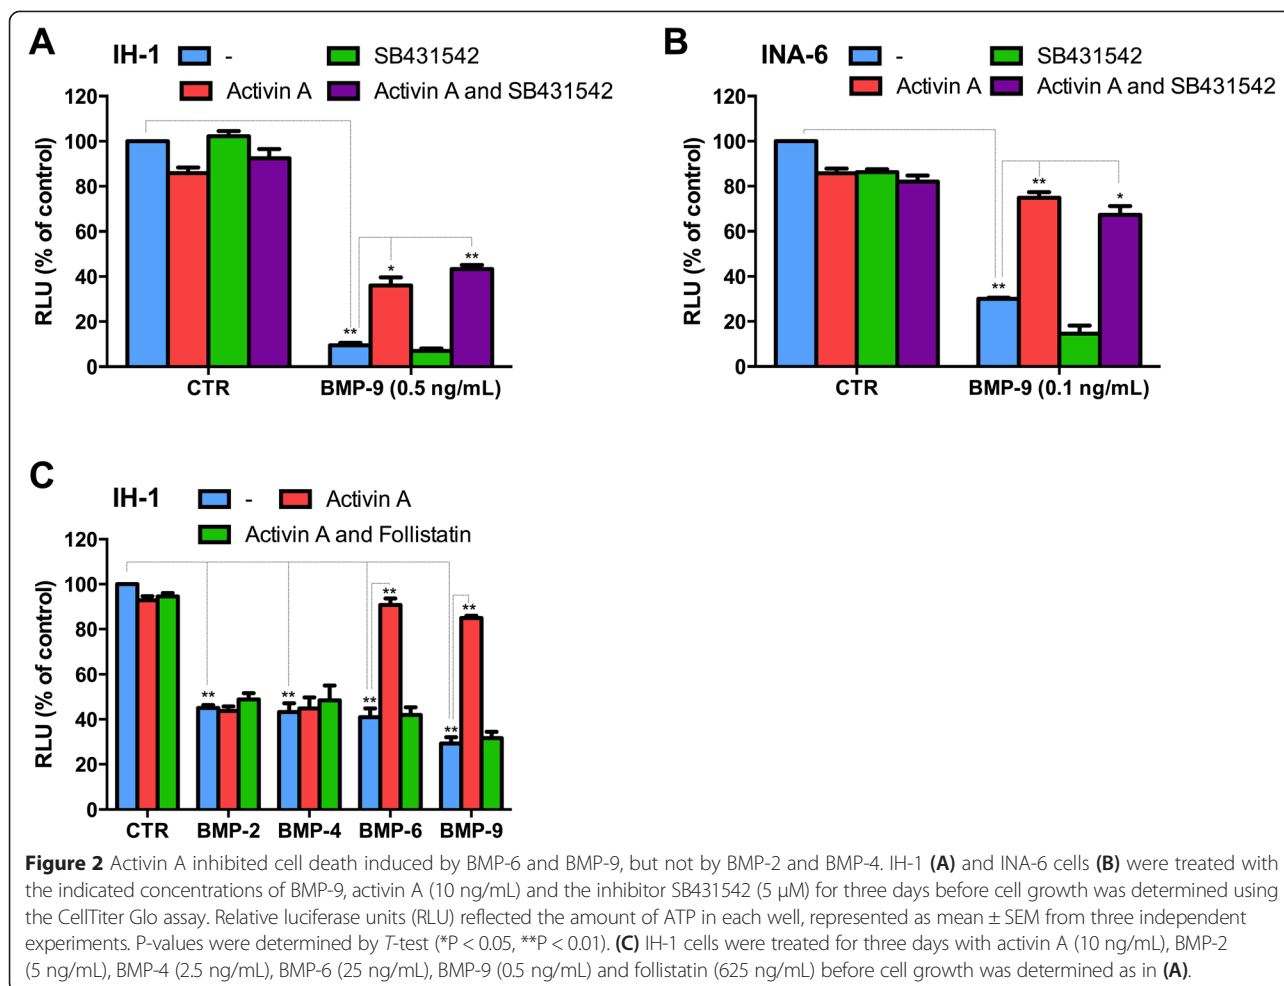 A
IH-1
-
SB431542
Activin A
Activin A and SB431542
RLU (% of control)
120
100
80
60
40
20
0
**
*
**
CTR
BMP-9 (0.5 ng/mL)
B
INA-6
-
SB431542
Activin A
Activin A and SB431542
RLU (% of control)
120
100
80
60
40
20
0
**
**
*
CTR
BMP-9 (0.1 ng/mL)
C
IH-1
-
Activin A
Activin A and Follistatin
RLU (% of control)
120
100
80
60
40
20
0
**
**
**
**
**
**
CTR
BMP-2
BMP-4
BMP-6
BMP-9
Figure 2 Activin A inhibited cell death induced by BMP-6 and BMP-9, but not by BMP-2 and BMP-4. IH-1 (A) and INA-6 cells (B) were treated with
the indicated concentrations of BMP-9, activin A (10 ng/mL) and the inhibitor SB431542 (5 μM) for three days before cell growth was determined using
the CellTiter Glo assay. Relative luciferase units (RLU) reflected the amount of ATP in each well, represented as mean ± SEM from three independent
experiments. P-values were determined by T-test (*P < 0.05, **P < 0.01). (C) IH-1 cells were treated for three days with activin A (10 ng/mL), BMP-2
(5 ng/mL), BMP-4 (2.5 ng/mL), BMP-6 (25 ng/mL), BMP-9 (0.5 ng/mL) and follistatin (625 ng/mL) before cell growth was determined as in (A).